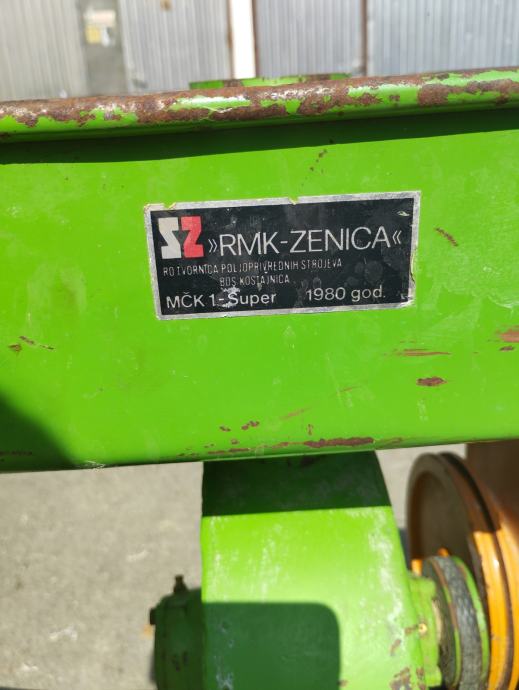 SZ »RMK-ZENICA«
RO TVORNICA POLJOPRIVREDNIH STROJEVA
BOS KOSTAJNICA
MČK 1-Super 1980 god.